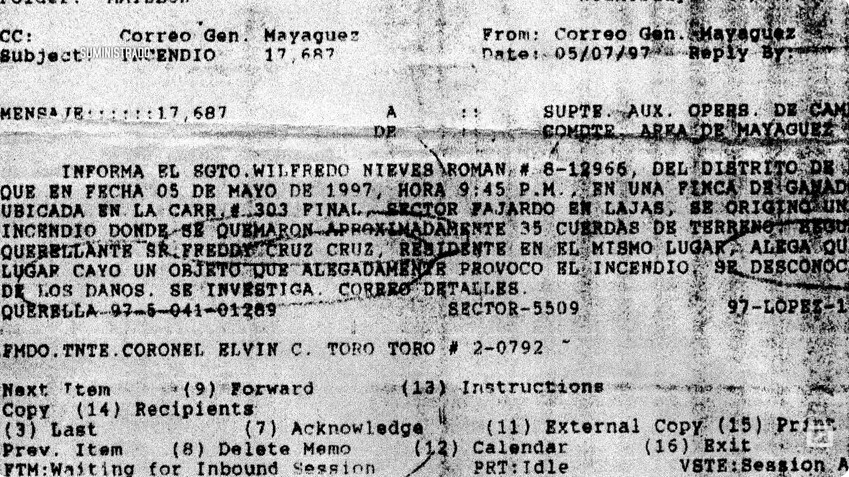 CC: Correo Gen. Mayaguez From: Correo Gen. Mayaguez
Subject: INCENDIO 17,687 Date: 05/07/97 Reply By:
SUMINISTRADO
MENSAJE::::::17,687 A :: SUPTE. AUX. OPERS. DE
DE COMDTE. AREA DE MAYAGUEZ
INFORMA EL SGTO.WILFREDO NIEVES ROMAN # 8-12966, DEL DISTRITO DE
QUE EN FECHA 05 DE MAYO DE 1997, HORA 9:45 P.M., EN UNA FINCA DE
UBICADA EN LA CARR.# 303 FINAL, SECTOR FAJARDO EN LAJAS, SE ORIGINO UN
INCENDIO DONDE SE QUEMARON APROXIMADAMENTE 35 CUERDAS DE TERRENO
QUERELLANTE SR.FREDDY CRUZ CRUZ, RESIDENTE EN EL MISMO LUGAR, ALEGA
LUGAR CAYO UN OBJETO QUE ALEGADAMENTE PROVOCO EL INCENDIO. SE
DE LOS DANOS. SE INVESTIGA. CORREO DETALLES.
QUERELLA 97-5-041-01289 SECTOR-5509 97-LOPEZ-1
FMDO.TNTE.CORONEL ELVIN C. TORO TORO # 2-0792
Next Item (9) Forward (13) Instructions
Copy (14) Recipients
(3) Last (7) Acknowledge (11) External Copy (15) Print
Prev. Item (8) Delete Memo (12) Calendar (16) Exit
FTM:Waiting for Inbound Session PRT:Idle VSTE:Session